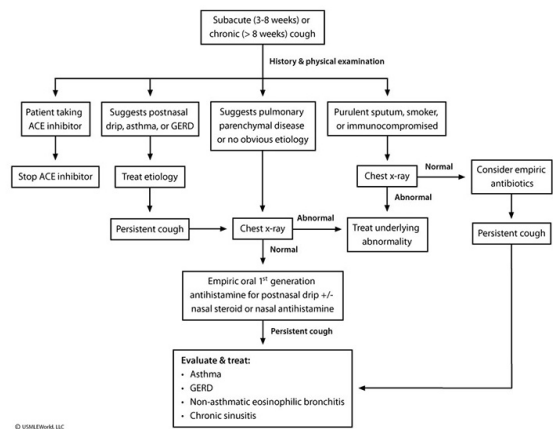 Subacute (3-8 weeks) or
chronic (> 8 weeks) cough
History & physical examination
Patient taking
ACE inhibitor
Suggests postnasal
drip, asthma, or GERD
Suggests pulmonary
parenchymal disease
or no obvious etiology
Purulent sputum, smoker,
or immunocompromised
Stop ACE inhibitor
Treat etiology
Chest x-ray
Normal
Consider empiric
antibiotics
Abnormal
Persistent cough
Chest x-ray
Abnormal
Treat underlying
abnormality
Persistent cough
Normal
Empiric oral 1st generation
antihistamine for postnasal drip +/-
nasal steroid or nasal antihistamine
Persistent cough
Evaluate & treat:
• Asthma
• GERD
• Non-asthmatic eosinophilic bronchitis
• Chronic sinusitis
© USMLEWorld, LLC